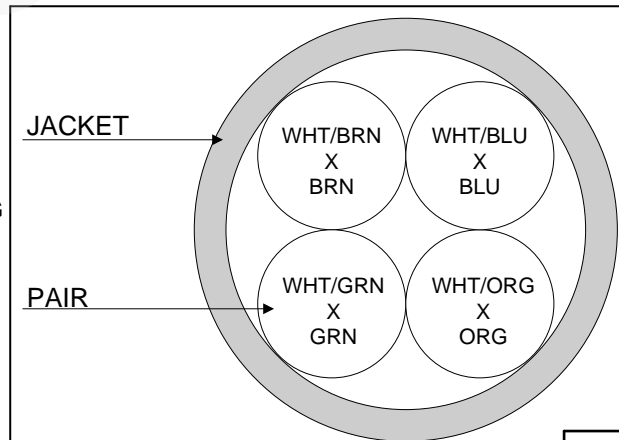 JACKET
WHT/BRN
X
BRN
WHT/BLU
X
BLU
PAIR
WHT/GRN
X
GRN
WHT/ORG
X
ORG